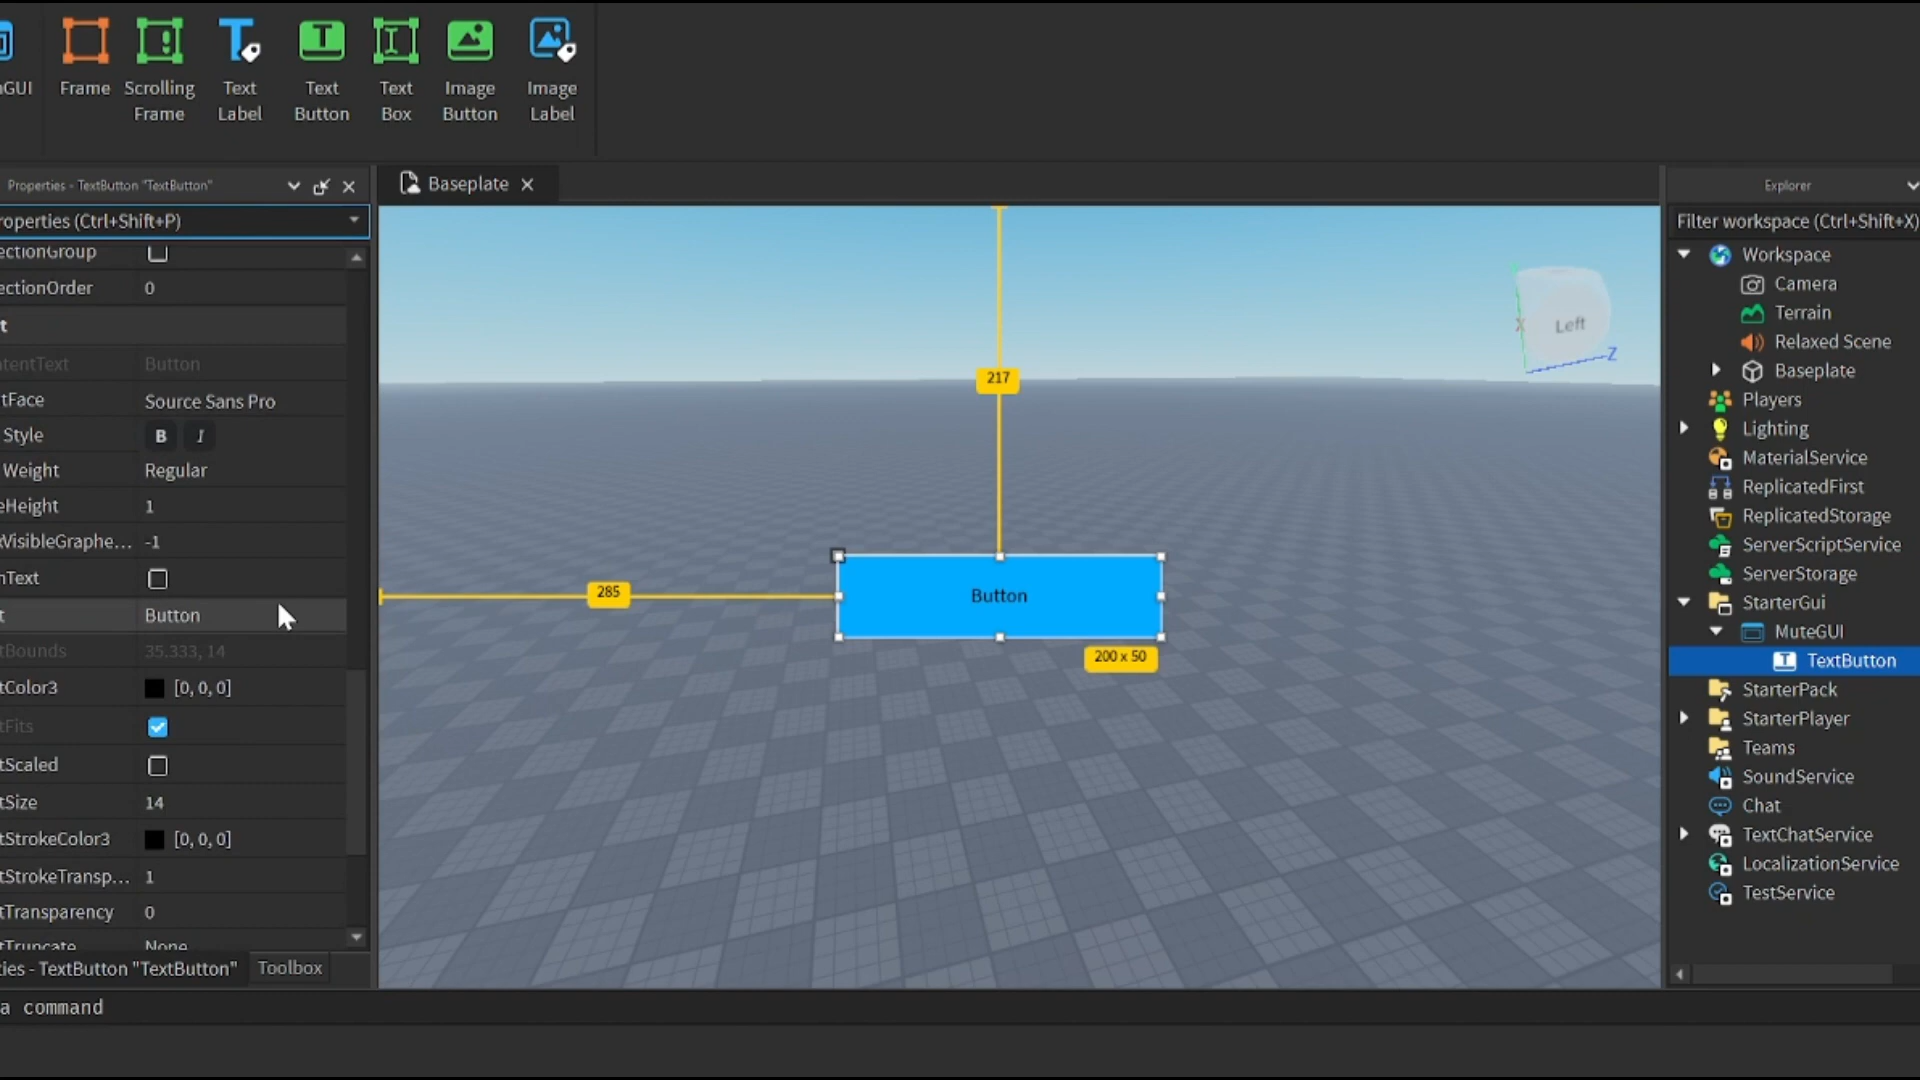 GUI
Frame
Scrolling
Frame
Text
Label
Text
Button
Text
Box
Image
Button
Image
Label
Properties - TextButton "TextButton"
roperties (Ctrl+Shift+P)
ectionGroup
ectionOrder 0
t
ntentText Button
tFace Source Sans Pro
Style B I
Weight Regular
eHeight 1
xVisibleGraphe... -1
hText
t Button
tBounds 35.333, 14
tColor3 [0, 0, 0]
tFits
tScaled
tSize 14
tStrokeColor3 [0, 0, 0]
tStrokeTransp... 1
tTransparency 0
tTruncate None
ties - TextButton "TextButton" Toolbox
a command
Baseplate
217
Left
X
Z
285
Button
200 x 50
Explorer
Filter workspace (Ctrl+Shift+X)
Workspace
Camera
Terrain
Relaxed Scene
Baseplate
Players
Lighting
MaterialService
ReplicatedFirst
ReplicatedStorage
ServerScriptService
ServerStorage
StarterGui
MuteGUI
TextButton
StarterPack
StarterPlayer
Teams
SoundService
Chat
TextChatService
LocalizationService
TestService